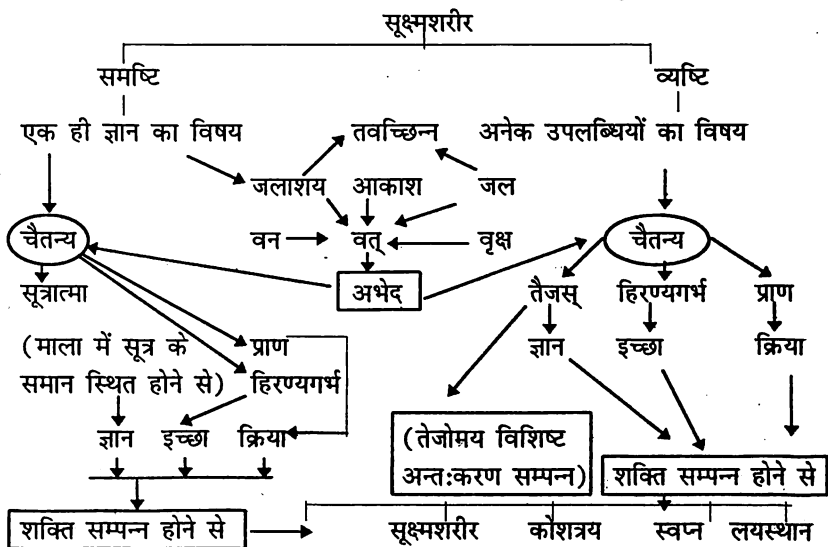 सूक्ष्मशरीर
समष्टि व्यष्टि
एक ही ज्ञान का विषय तवच्छिन्न अनेक उपलब्धियों का विषय
जलाशय आकाश जल
चैतन्य वन वत् वृक्ष चैतन्य
सूत्रात्मा अभेद तैजस् हिरण्यगर्भ प्राण
(माला में सूत्र के प्राण ज्ञान इच्छा क्रिया
समान स्थित होने से) हिरण्यगर्भ
ज्ञान इच्छा क्रिया (तेजोमय विशिष्ट
अन्तःकरण सम्पन्न) शक्ति सम्पन्न होने से
शक्ति सम्पन्न होने से सूक्ष्मशरीर कोशत्रय स्वप्न लयस्थान